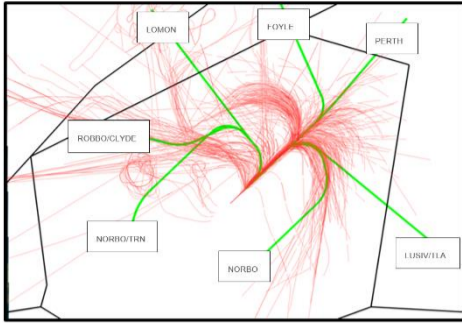 LOMON
FOYLE
PERTH
ROBBO/CLYDE
NORBO/TRN
NORBO
LUSIV/TLA